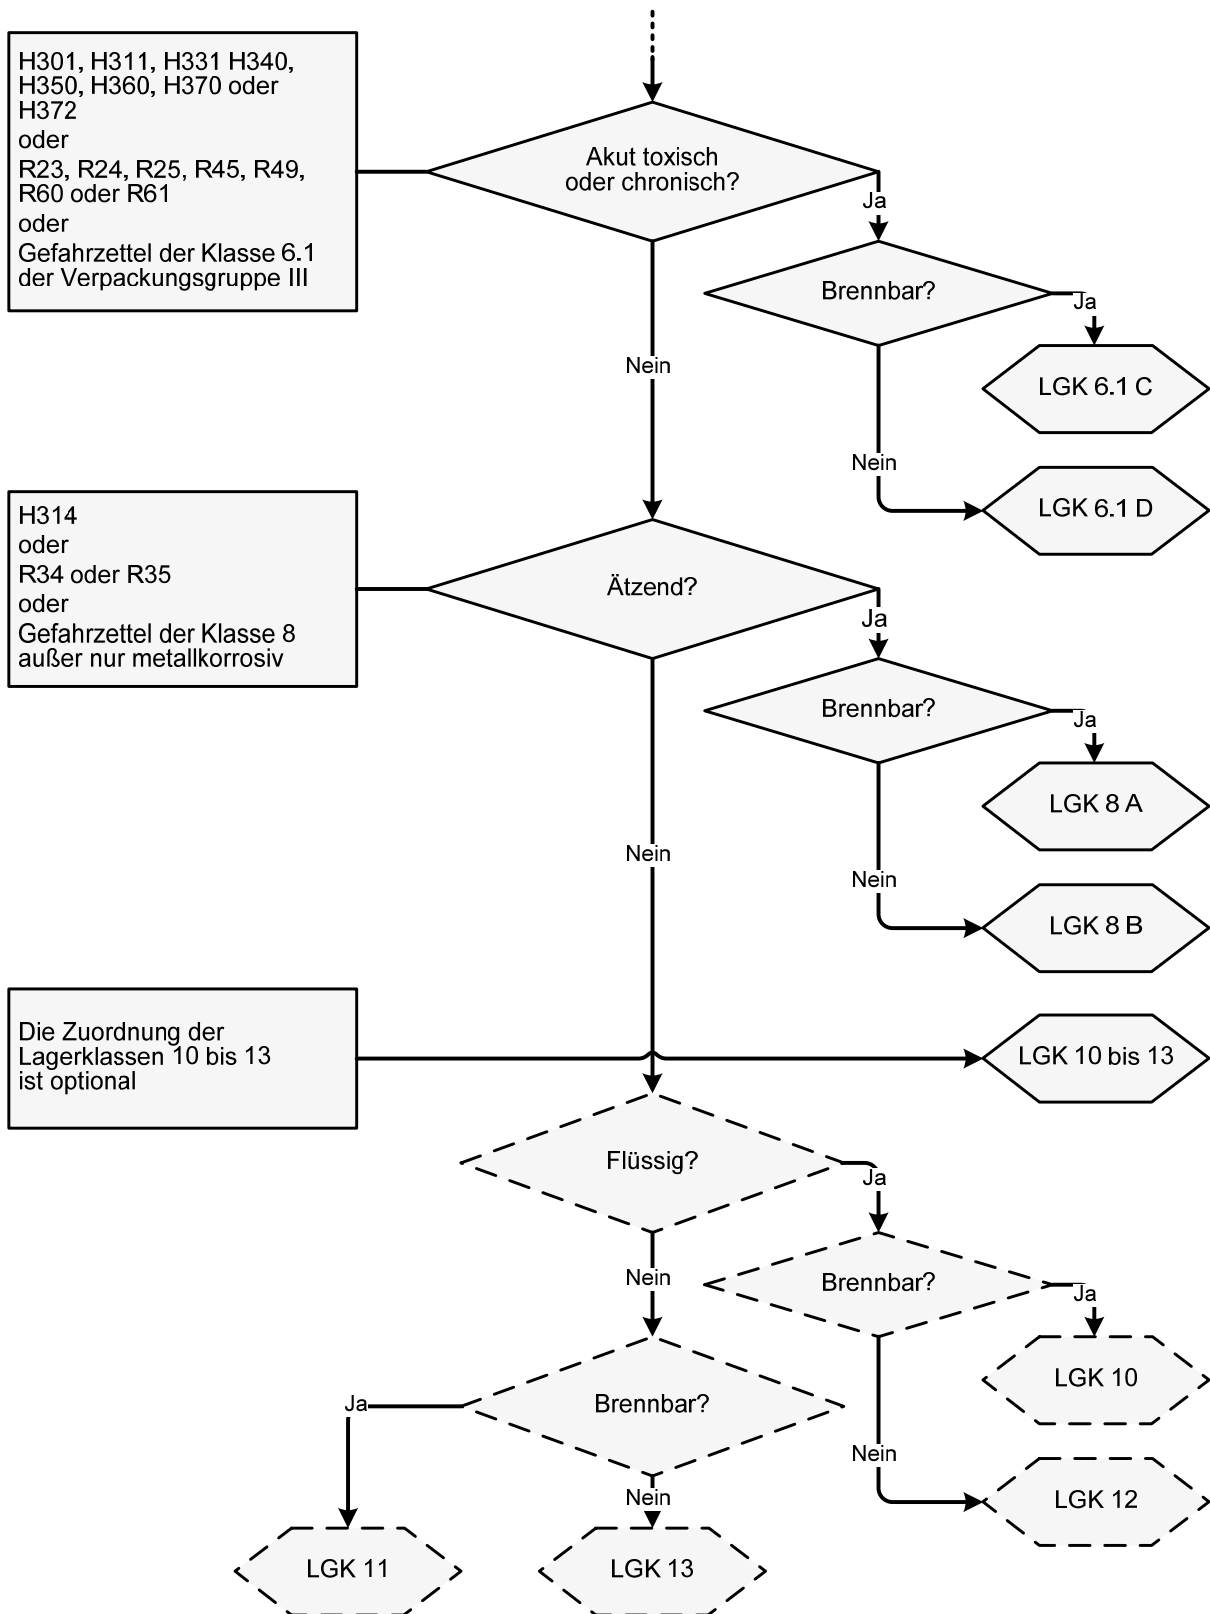 H301, H311, H331 H340,
H350, H360, H370 oder
H372
oder
R23, R24, R25, R45, R49,
R60 oder R61
oder
Gefahrzettel der Klasse 6.1
der Verpackungsgruppe III
Akut toxisch
oder chronisch?
Ja
Brennbar?
Ja
LGK 6.1 C
Nein
Nein
LGK 6.1 D
H314
oder
R34 oder R35
oder
Gefahrzettel der Klasse 8
außer nur metallkorrosiv
Ätzend?
Ja
Brennbar?
Ja
LGK 8 A
Nein
Nein
LGK 8 B
Die Zuordnung der
Lagerklassen 10 bis 13
ist optional
LGK 10 bis 13
Flüssig?
Ja
Nein
Brennbar?
Ja
LGK 10
Brennbar?
Ja
Nein
LGK 12
Nein
LGK 11
LGK 13